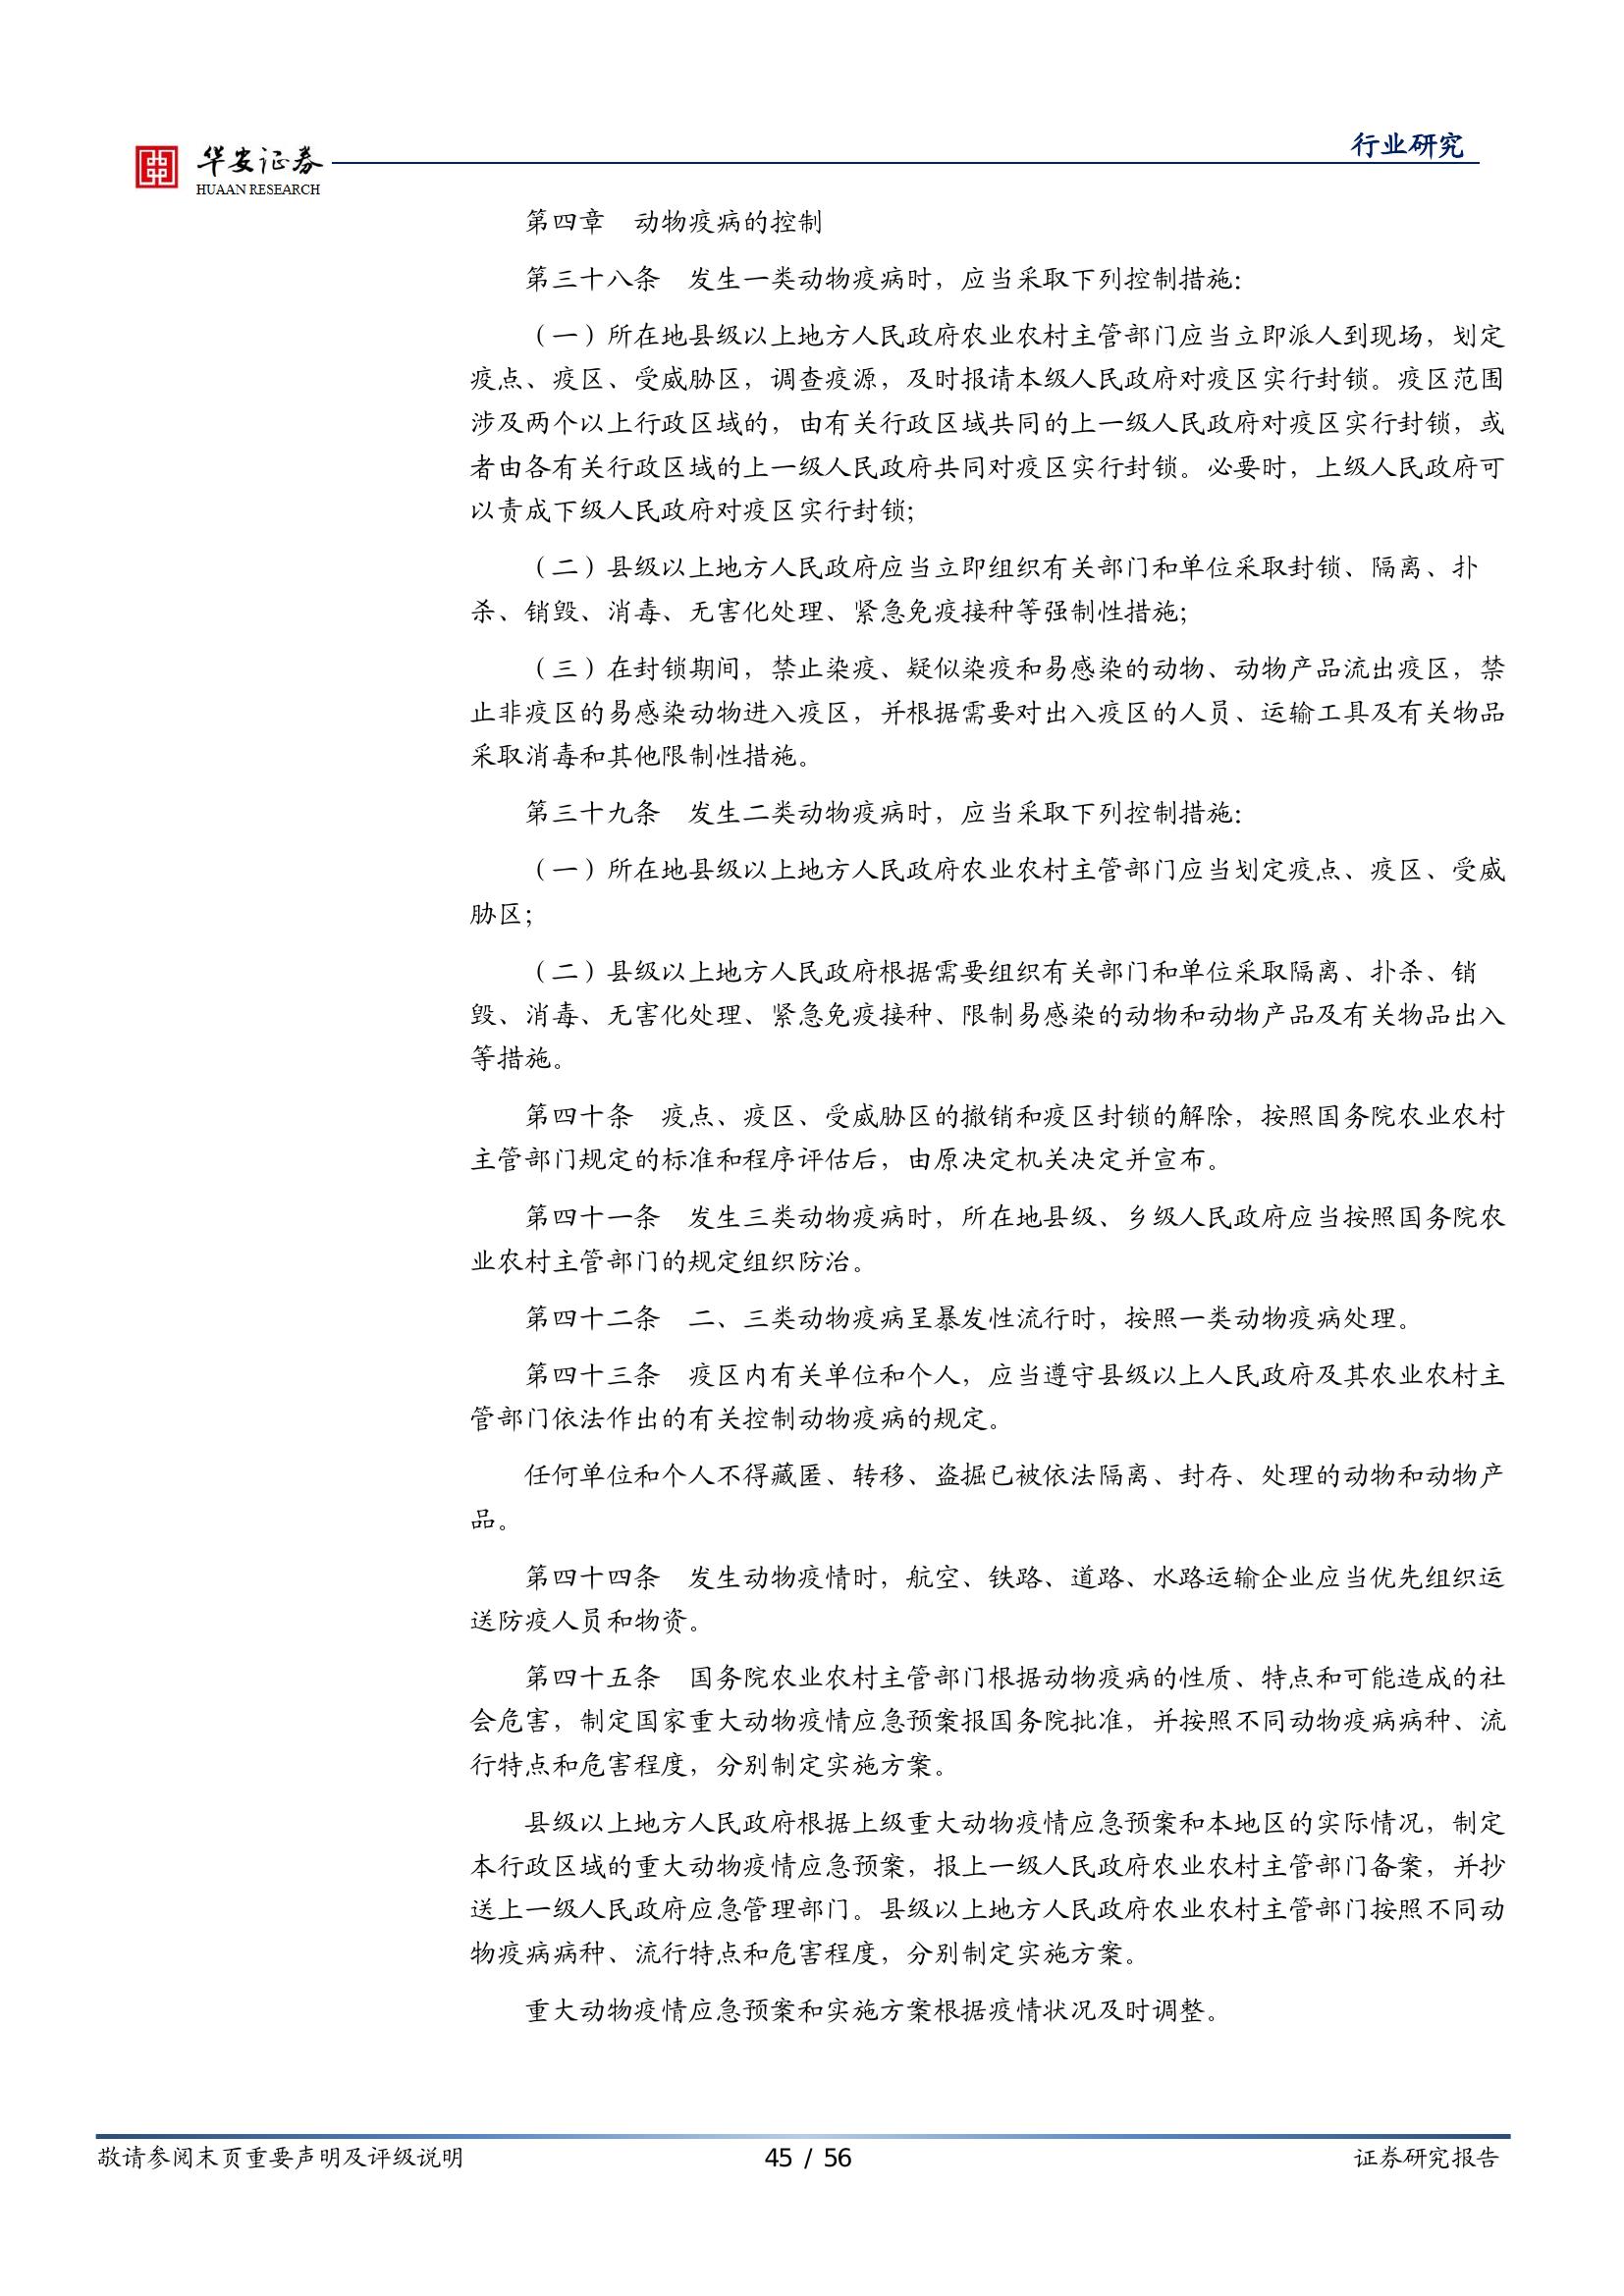 华安证券
HUAAN RESEARCH
行业研究
第四章　动物疫病的控制
第三十八条　发生一类动物疫病时，应当采取下列控制措施：
（一）所在地县级以上地方人民政府农业农村主管部门应当立即派人到现场，划定
疫点、疫区、受威胁区，调查疫源，及时报请本级人民政府对疫区实行封锁。疫区范围
涉及两个以上行政区域的，由有关行政区域共同的上一级人民政府对疫区实行封锁，或
者由各有关行政区域的上一级人民政府共同对疫区实行封锁。必要时，上级人民政府可
以责成下级人民政府对疫区实行封锁；
（二）县级以上地方人民政府应当立即组织有关部门和单位采取封锁、隔离、扑
杀、销毁、消毒、无害化处理、紧急免疫接种等强制性措施；
（三）在封锁期间，禁止染疫、疑似染疫和易感染的动物、动物产品流出疫区，禁
止非疫区的易感染动物进入疫区，并根据需要对出入疫区的人员、运输工具及有关物品
采取消毒和其他限制性措施。
第三十九条　发生二类动物疫病时，应当采取下列控制措施：
（一）所在地县级以上地方人民政府农业农村主管部门应当划定疫点、疫区、受威
胁区；
（二）县级以上地方人民政府根据需要组织有关部门和单位采取隔离、扑杀、销
毁、消毒、无害化处理、紧急免疫接种、限制易感染的动物和动物产品及有关物品出入
等措施。
第四十条　疫点、疫区、受威胁区的撤销和疫区封锁的解除，按照国务院农业农村
主管部门规定的标准和程序评估后，由原决定机关决定并宣布。
第四十一条　发生三类动物疫病时，所在地县级、乡级人民政府应当按照国务院农
业农村主管部门的规定组织防治。
第四十二条　二、三类动物疫病呈暴发性流行时，按照一类动物疫病处理。
第四十三条　疫区内有关单位和个人，应当遵守县级以上人民政府及其农业农村主
管部门依法作出的有关控制动物疫病的规定。
任何单位和个人不得藏匿、转移、盗掘已被依法隔离、封存、处理的动物和动物产
品。
第四十四条　发生动物疫情时，航空、铁路、道路、水路运输企业应当优先组织运
送防疫人员和物资。
第四十五条　国务院农业农村主管部门根据动物疫病的性质、特点和可能造成的社
会危害，制定国家重大动物疫情应急预案报国务院批准，并按照不同动物疫病病种、流
行特点和危害程度，分别制定实施方案。
县级以上地方人民政府根据上级重大动物疫情应急预案和本地区的实际情况，制定
本行政区域的重大动物疫情应急预案，报上一级人民政府农业农村主管部门备案，并抄
送上一级人民政府应急管理部门。县级以上地方人民政府农业农村主管部门按照不同动
物疫病病种、流行特点和危害程度，分别制定实施方案。
重大动物疫情应急预案和实施方案根据疫情状况及时调整。
敬请参阅末页重要声明及评级说明
45 / 56
证券研究报告